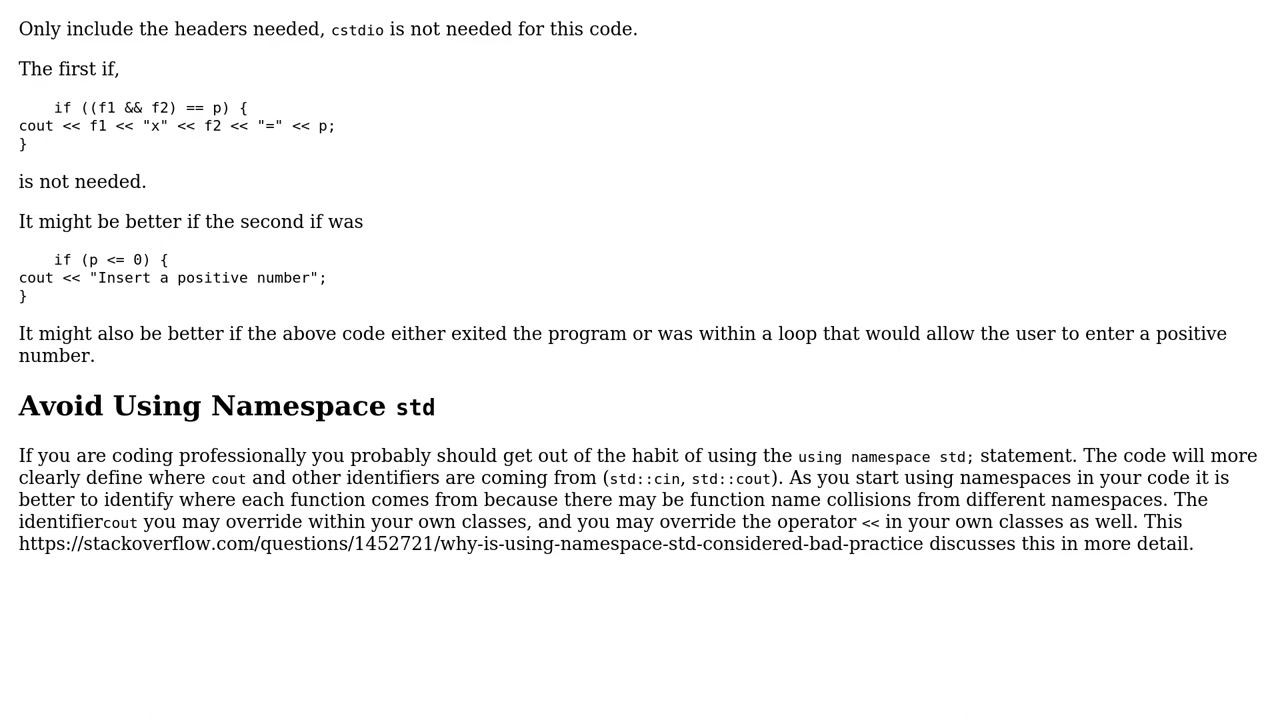 Only include the headers needed, cstdio is not needed for this code.
The first if,
    if ((f1 && f2) == p) {
cout << f1 << "x" << f2 << "=" << p;
}
is not needed.
It might be better if the second if was
    if (p <= 0) {
cout << "Insert a positive number";
}
It might also be better if the above code either exited the program or was within a loop that would allow the user to enter a positive
number.
Avoid Using Namespace std
If you are coding professionally you probably should get out of the habit of using the using namespace std; statement. The code will more
clearly define where cout and other identifiers are coming from (std::cin, std::cout). As you start using namespaces in your code it is
better to identify where each function comes from because there may be function name collisions from different namespaces. The
identifiercout you may override within your own classes, and you may override the operator << in your own classes as well. This
https://stackoverflow.com/questions/1452721/why-is-using-namespace-std-considered-bad-practice discusses this in more detail.